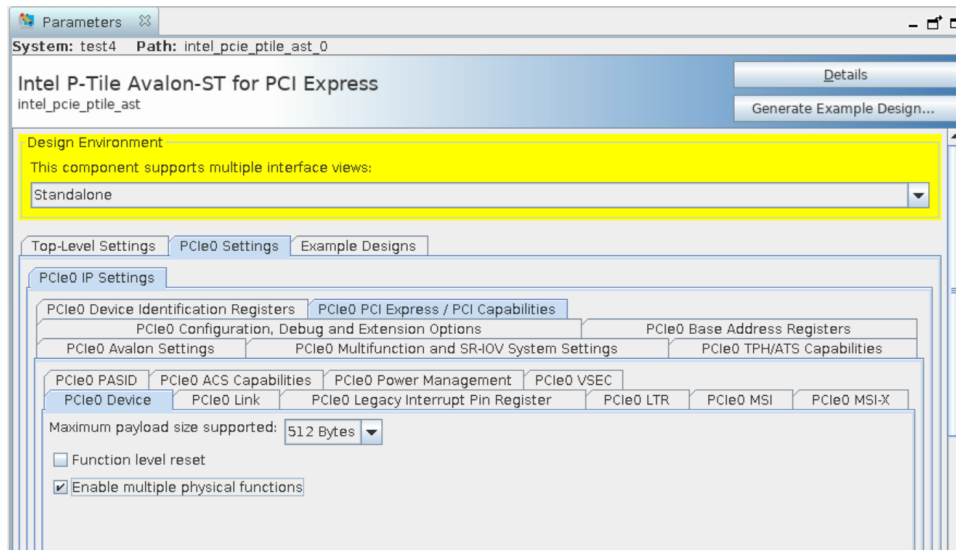 Parameters
System: test4 Path: intel_pcie_ptile_ast_0
Intel P-Tile Avalon-ST for PCI Express
intel_pcie_ptile_ast
Details
Generate Example Design...
Design Environment
This component supports multiple interface views:
Standalone
Top-Level Settings PCIe0 Settings Example Designs
PCIe0 IP Settings
PCIe0 Device Identification Registers PCIe0 PCI Express / PCI Capabilities
PCIe0 Configuration, Debug and Extension Options PCIe0 Base Address Registers
PCIe0 Avalon Settings PCIe0 Multifunction and SR-IOV System Settings PCIe0 TPH/ATS Capabilities
PCIe0 PASID PCIe0 ACS Capabilities PCIe0 Power Management PCIe0 VSEC
PCIe0 Device PCIe0 Link PCIe0 Legacy Interrupt Pin Register PCIe0 LTR PCIe0 MSI PCIe0 MSI-X
Maximum payload size supported: 512 Bytes
Function level reset
Enable multiple physical functions